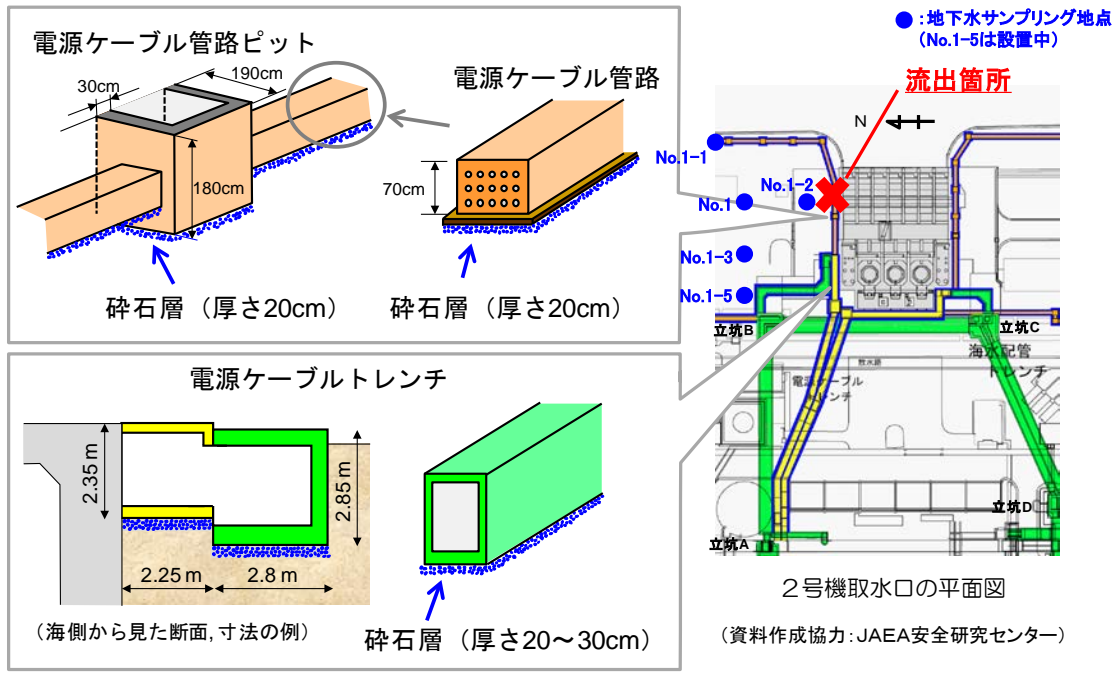 電源ケーブル管路ピット
190cm
30cm
180cm
電源ケーブル管路
70cm
砕石層（厚さ20cm）
砕石層（厚さ20cm）
電源ケーブルトレンチ
2.35ｍ
2.85ｍ
2.25ｍ
2.8ｍ
（海側から見た断面,寸法の例）
砕石層（厚さ20～30cm）
：地下水サンプリング地点
（No.1-5は設置中）
流出箇所
N
No.1-1
No.1-2
No.1
No.1-3
No.1-5
立坑B
立坑C
海水配管
トレンチ
散水路
電源ケーブル
トレンチ
立坑D
立坑A
２号機取水口の平面図
（資料作成協力：JAEA安全研究センター）